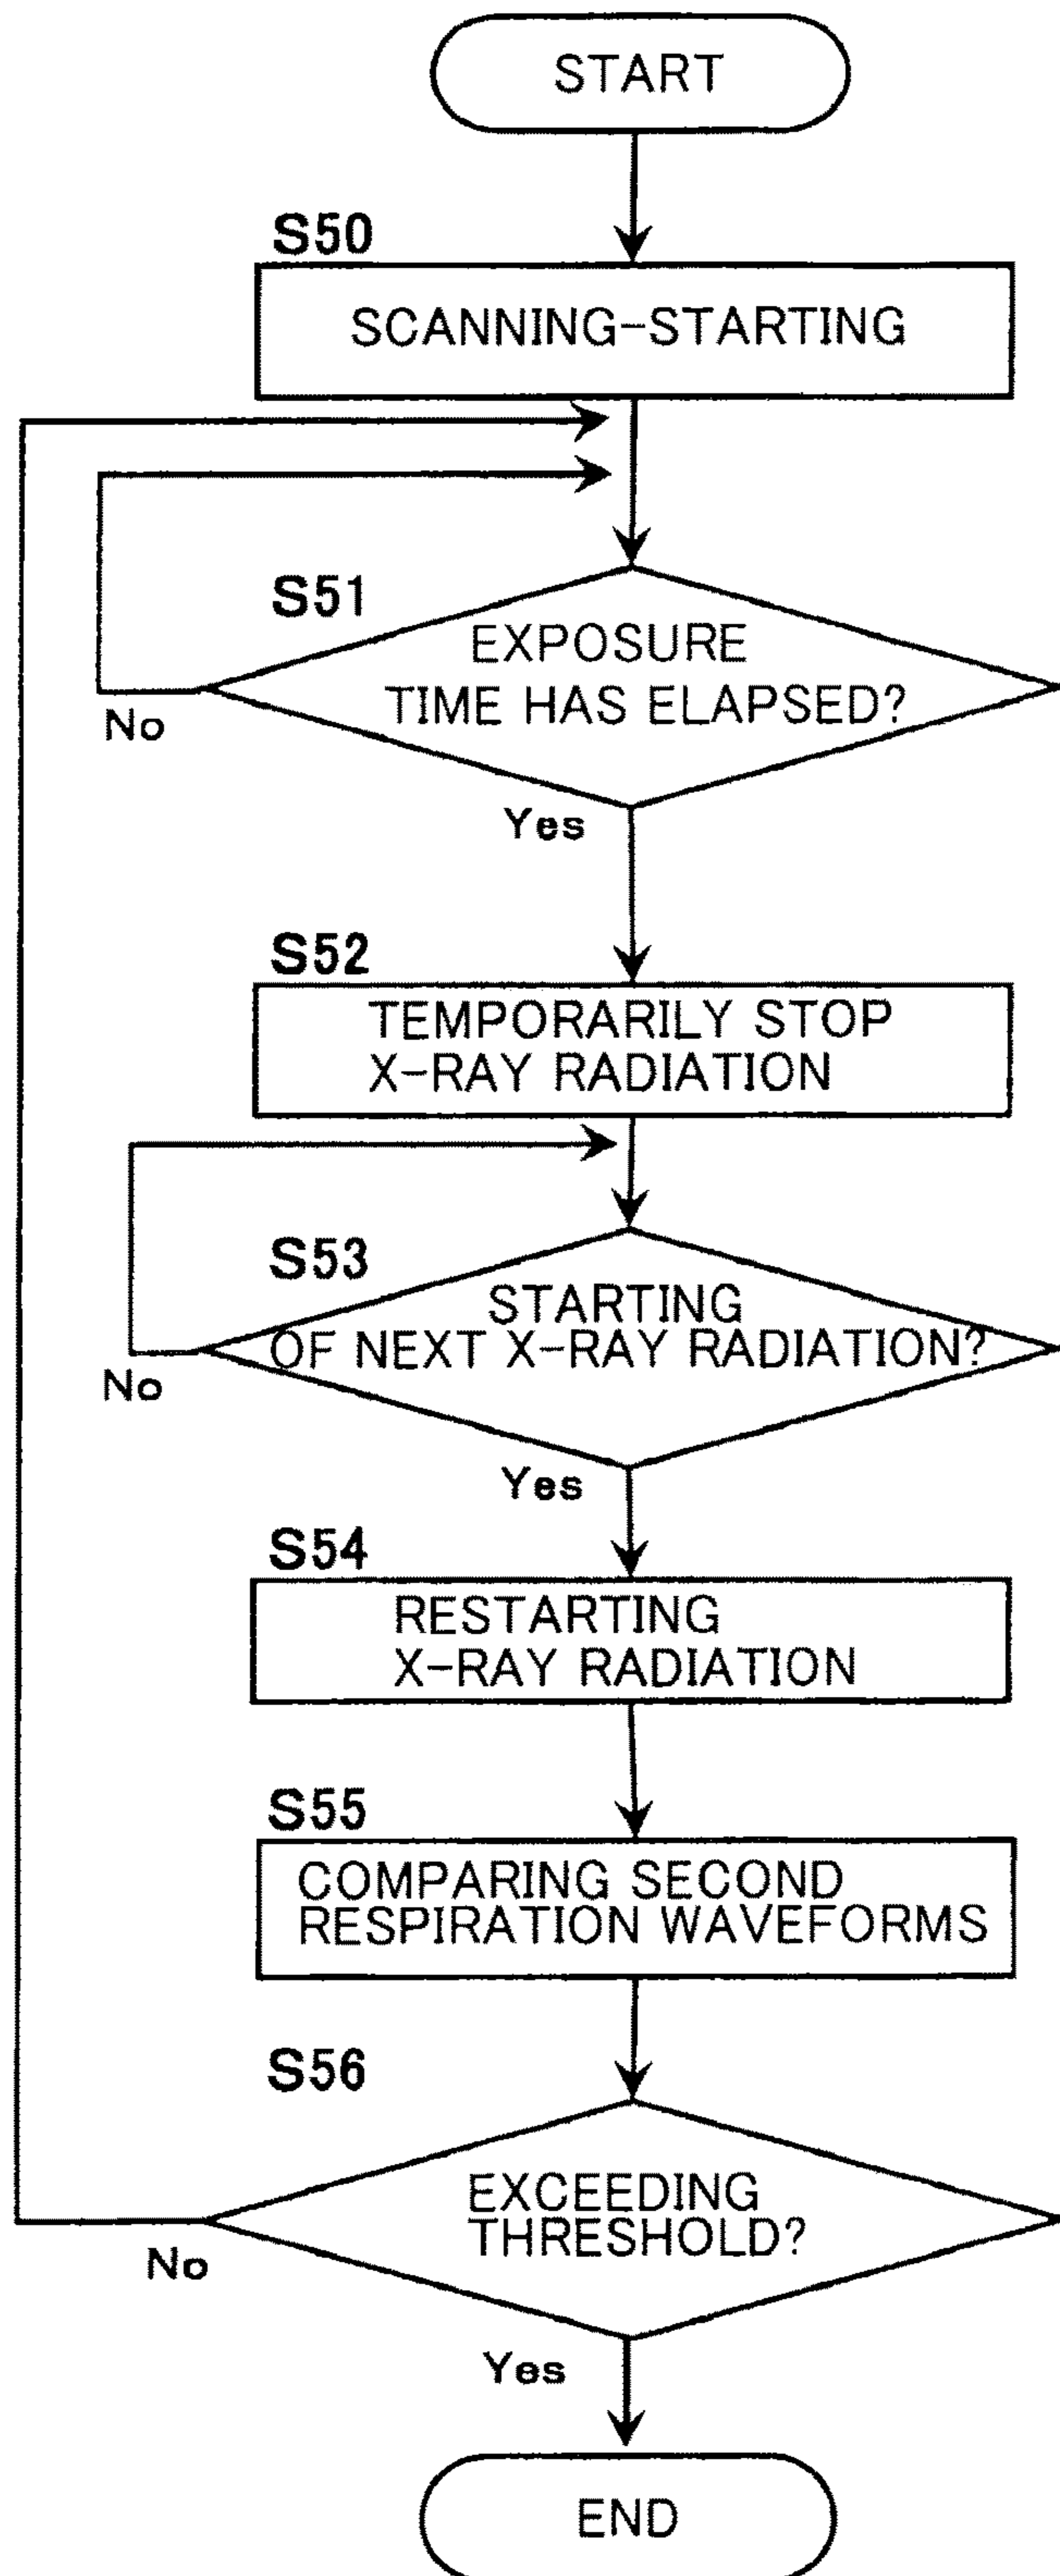 START
S50
SCANNING-STARTING
S51
EXPOSURE
TIME HAS ELAPSED?
No
Yes
S52
TEMPORARILY STOP
X-RAY RADIATION
S53
STARTING
OF NEXT X-RAY RADIATION?
No
Yes
S54
RESTARTING
X-RAY RADIATION
S55
COMPARING SECOND
RESPIRATION WAVEFORMS
S56
EXCEEDING
THRESHOLD?
No
Yes
END